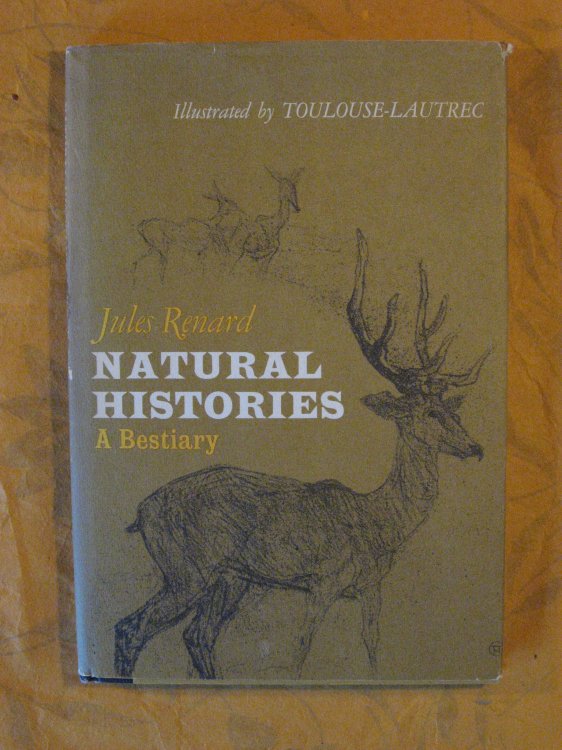 Illustrated by TOULOUSE-LAUTREC
Jules Renard
NATURAL
HISTORIES
A Bestiary